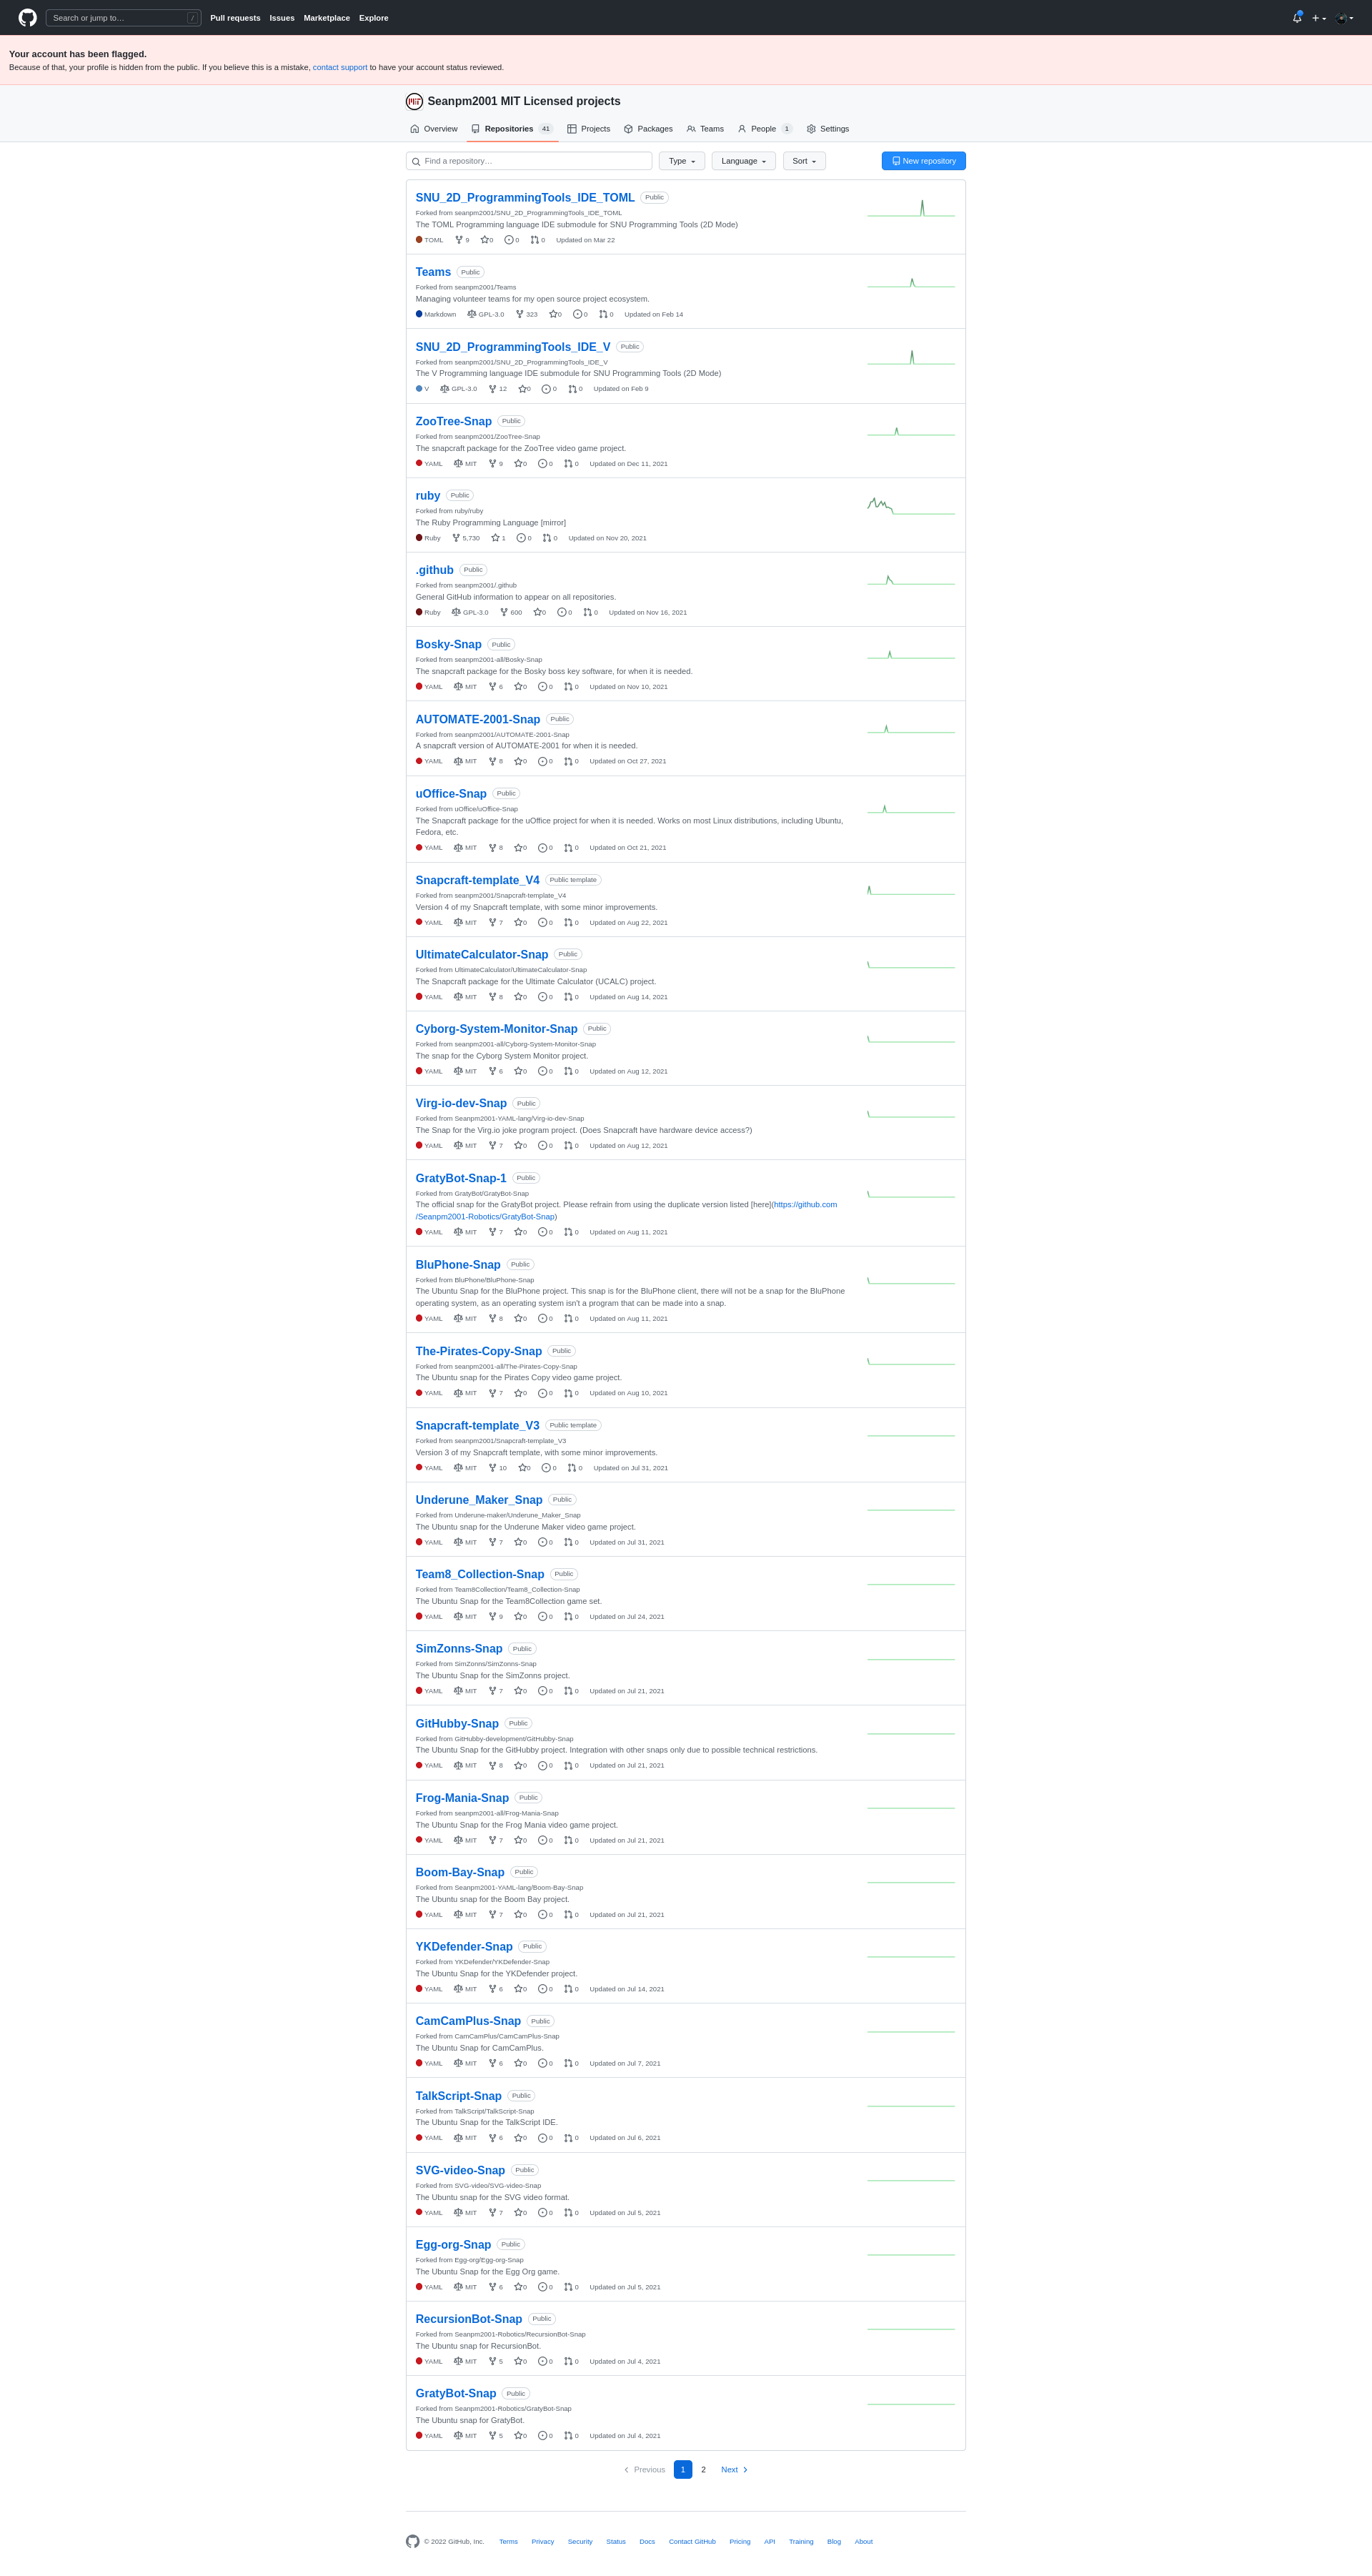 Search or jump to… /
Pull requests Issues Marketplace Explore
Your account has been flagged.
Because of that, your profile is hidden from the public. If you believe this is a mistake, contact support to have your account status reviewed.
Seanpm2001 MIT Licensed projects
Overview Repositories 41 Projects Packages Teams People 1 Settings
Find a repository… Type Language Sort New repository
SNU_2D_ProgrammingTools_IDE_TOML Public
Forked from seanpm2001/SNU_2D_ProgrammingTools_IDE_TOML
The TOML Programming language IDE submodule for SNU Programming Tools (2D Mode)
TOML 9 0 0 0 Updated on Mar 22
Teams Public
Forked from seanpm2001/Teams
Managing volunteer teams for my open source project ecosystem.
Markdown GPL-3.0 323 0 0 0 Updated on Feb 14
SNU_2D_ProgrammingTools_IDE_V Public
Forked from seanpm2001/SNU_2D_ProgrammingTools_IDE_V
The V Programming language IDE submodule for SNU Programming Tools (2D Mode)
V GPL-3.0 12 0 0 0 Updated on Feb 9
ZooTree-Snap Public
Forked from seanpm2001/ZooTree-Snap
The snapcraft package for the ZooTree video game project.
YAML MIT 9 0 0 0 Updated on Dec 11, 2021
ruby Public
Forked from ruby/ruby
The Ruby Programming Language [mirror]
Ruby 5,730 1 0 0 Updated on Nov 20, 2021
.github Public
Forked from seanpm2001/.github
General GitHub information to appear on all repositories.
Ruby GPL-3.0 600 0 0 0 Updated on Nov 16, 2021
Bosky-Snap Public
Forked from seanpm2001-all/Bosky-Snap
The snapcraft package for the Bosky boss key software, for when it is needed.
YAML MIT 6 0 0 0 Updated on Nov 10, 2021
AUTOMATE-2001-Snap Public
Forked from seanpm2001/AUTOMATE-2001-Snap
A snapcraft version of AUTOMATE-2001 for when it is needed.
YAML MIT 8 0 0 0 Updated on Oct 27, 2021
uOffice-Snap Public
Forked from uOffice/uOffice-Snap
The Snapcraft package for the uOffice project for when it is needed. Works on most Linux distributions, including Ubuntu,
Fedora, etc.
YAML MIT 8 0 0 0 Updated on Oct 21, 2021
Snapcraft-template_V4 Public template
Forked from seanpm2001/Snapcraft-template_V4
Version 4 of my Snapcraft template, with some minor improvements.
YAML MIT 7 0 0 0 Updated on Aug 22, 2021
UltimateCalculator-Snap Public
Forked from UltimateCalculator/UltimateCalculator-Snap
The Snapcraft package for the Ultimate Calculator (UCALC) project.
YAML MIT 8 0 0 0 Updated on Aug 14, 2021
Cyborg-System-Monitor-Snap Public
Forked from seanpm2001-all/Cyborg-System-Monitor-Snap
The snap for the Cyborg System Monitor project.
YAML MIT 6 0 0 0 Updated on Aug 12, 2021
Virg-io-dev-Snap Public
Forked from Seanpm2001-YAML-lang/Virg-io-dev-Snap
The Snap for the Virg.io joke program project. (Does Snapcraft have hardware device access?)
YAML MIT 7 0 0 0 Updated on Aug 12, 2021
GratyBot-Snap-1 Public
Forked from GratyBot/GratyBot-Snap
The official snap for the GratyBot project. Please refrain from using the duplicate version listed [here](https://github.com
/Seanpm2001-Robotics/GratyBot-Snap)
YAML MIT 7 0 0 0 Updated on Aug 11, 2021
BluPhone-Snap Public
Forked from BluPhone/BluPhone-Snap
The Ubuntu Snap for the BluPhone project. This snap is for the BluPhone client, there will not be a snap for the BluPhone
operating system, as an operating system isn't a program that can be made into a snap.
YAML MIT 8 0 0 0 Updated on Aug 11, 2021
The-Pirates-Copy-Snap Public
Forked from seanpm2001-all/The-Pirates-Copy-Snap
The Ubuntu snap for the Pirates Copy video game project.
YAML MIT 7 0 0 0 Updated on Aug 10, 2021
Snapcraft-template_V3 Public template
Forked from seanpm2001/Snapcraft-template_V3
Version 3 of my Snapcraft template, with some minor improvements.
YAML MIT 10 0 0 0 Updated on Jul 31, 2021
Underune_Maker_Snap Public
Forked from Underune-maker/Underune_Maker_Snap
The Ubuntu snap for the Underune Maker video game project.
YAML MIT 7 0 0 0 Updated on Jul 31, 2021
Team8_Collection-Snap Public
Forked from Team8Collection/Team8_Collection-Snap
The Ubuntu Snap for the Team8Collection game set.
YAML MIT 9 0 0 0 Updated on Jul 24, 2021
SimZonns-Snap Public
Forked from SimZonns/SimZonns-Snap
The Ubuntu Snap for the SimZonns project.
YAML MIT 7 0 0 0 Updated on Jul 21, 2021
GitHubby-Snap Public
Forked from GitHubby-development/GitHubby-Snap
The Ubuntu Snap for the GitHubby project. Integration with other snaps only due to possible technical restrictions.
YAML MIT 8 0 0 0 Updated on Jul 21, 2021
Frog-Mania-Snap Public
Forked from seanpm2001-all/Frog-Mania-Snap
The Ubuntu Snap for the Frog Mania video game project.
YAML MIT 7 0 0 0 Updated on Jul 21, 2021
Boom-Bay-Snap Public
Forked from Seanpm2001-YAML-lang/Boom-Bay-Snap
The Ubuntu snap for the Boom Bay project.
YAML MIT 7 0 0 0 Updated on Jul 21, 2021
YKDefender-Snap Public
Forked from YKDefender/YKDefender-Snap
The Ubuntu Snap for the YKDefender project.
YAML MIT 6 0 0 0 Updated on Jul 14, 2021
CamCamPlus-Snap Public
Forked from CamCamPlus/CamCamPlus-Snap
The Ubuntu Snap for CamCamPlus.
YAML MIT 6 0 0 0 Updated on Jul 7, 2021
TalkScript-Snap Public
Forked from TalkScript/TalkScript-Snap
The Ubuntu Snap for the TalkScript IDE.
YAML MIT 6 0 0 0 Updated on Jul 6, 2021
SVG-video-Snap Public
Forked from SVG-video/SVG-video-Snap
The Ubuntu snap for the SVG video format.
YAML MIT 7 0 0 0 Updated on Jul 5, 2021
Egg-org-Snap Public
Forked from Egg-org/Egg-org-Snap
The Ubuntu Snap for the Egg Org game.
YAML MIT 6 0 0 0 Updated on Jul 5, 2021
RecursionBot-Snap Public
Forked from Seanpm2001-Robotics/RecursionBot-Snap
The Ubuntu snap for RecursionBot.
YAML MIT 5 0 0 0 Updated on Jul 4, 2021
GratyBot-Snap Public
Forked from Seanpm2001-Robotics/GratyBot-Snap
The Ubuntu snap for GratyBot.
YAML MIT 5 0 0 0 Updated on Jul 4, 2021
Previous 1 2 Next
© 2022 GitHub, Inc. Terms Privacy Security Status Docs Contact GitHub Pricing API Training Blog About